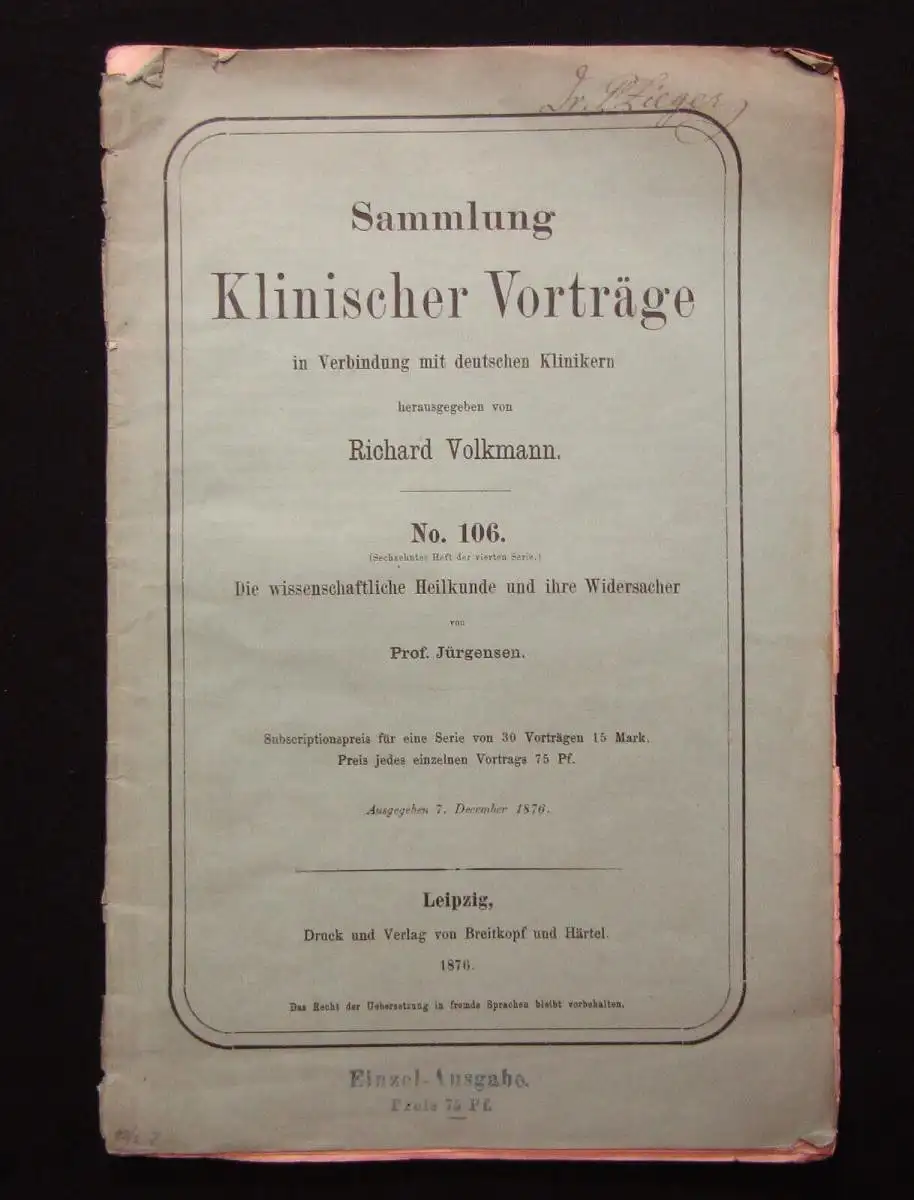 Dr. L Zieger
Sammlung
Klinischer Vorträge
in Verbindung mit deutschen Klinikern
herausgegeben von
Richard Volkmann.
No. 106.
(Sechzehntes Heft der vierten Serie.)
Die wissenschaftliche Heilkunde und ihre Widersacher
von
Prof. Jürgensen.
Subscriptionspreis für eine Serie von 30 Vorträgen 15 Mark.
Preis jedes einzelnen Vortrags 75 Pf.
Ausgegeben 7. December 1876.
Leipzig,
Druck und Verlag von Breitkopf und Härtel.
1876.
Das Recht der Uebersetzung in fremde Sprachen bleibt vorbehalten.
Einzel-Ausgabe.
Preis 75 Pf.